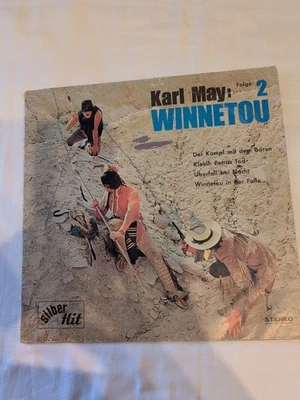 Karl May: Folge 2
WINNETOU
Der Kampf mit dem Bären
Klekih Petras Tod
Überfall bei Nacht
Winnetou in der Falle
silber
Hit
STEREO